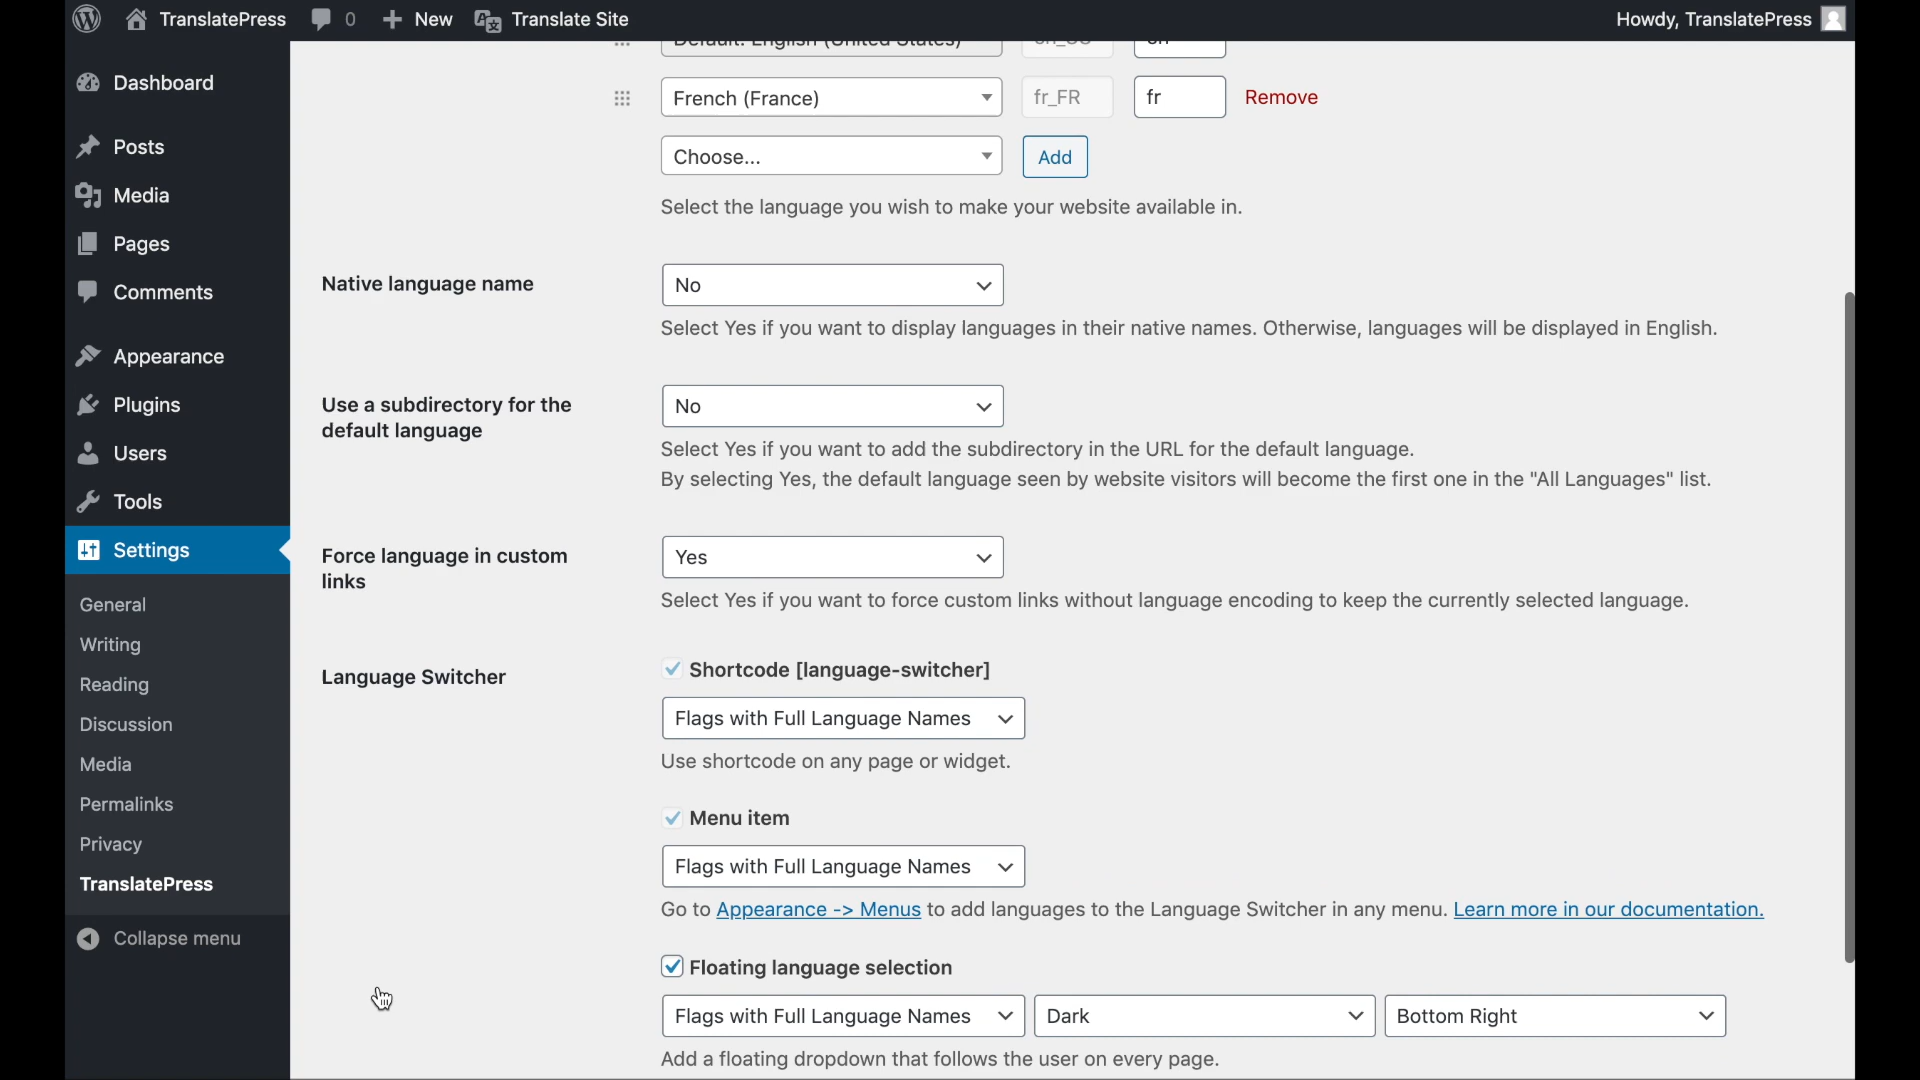 TranslatePress 0 New Translate Site Howdy, TranslatePress
Default: English (United States) en_US en
French (France) fr_FR fr Remove
Choose... Add
Select the language you wish to make your website available in.
Dashboard
Posts
Media
Pages
Comments
Appearance
Plugins
Users
Tools
Settings
General
Writing
Reading
Discussion
Media
Permalinks
Privacy
TranslatePress
Collapse menu
Native language name No
Select Yes if you want to display languages in their native names. Otherwise, languages will be displayed in English.
Use a subdirectory for the
default language
No
Select Yes if you want to add the subdirectory in the URL for the default language.
By selecting Yes, the default language seen by website visitors will become the first one in the "All Languages" list.
Force language in custom
links
Yes
Select Yes if you want to force custom links without language encoding to keep the currently selected language.
Language Switcher
Shortcode [language-switcher]
Flags with Full Language Names
Use shortcode on any page or widget.
Menu item
Flags with Full Language Names
Go to Appearance -> Menus to add languages to the Language Switcher in any menu. Learn more in our documentation.
Floating language selection
Flags with Full Language Names Dark Bottom Right
Add a floating dropdown that follows the user on every page.